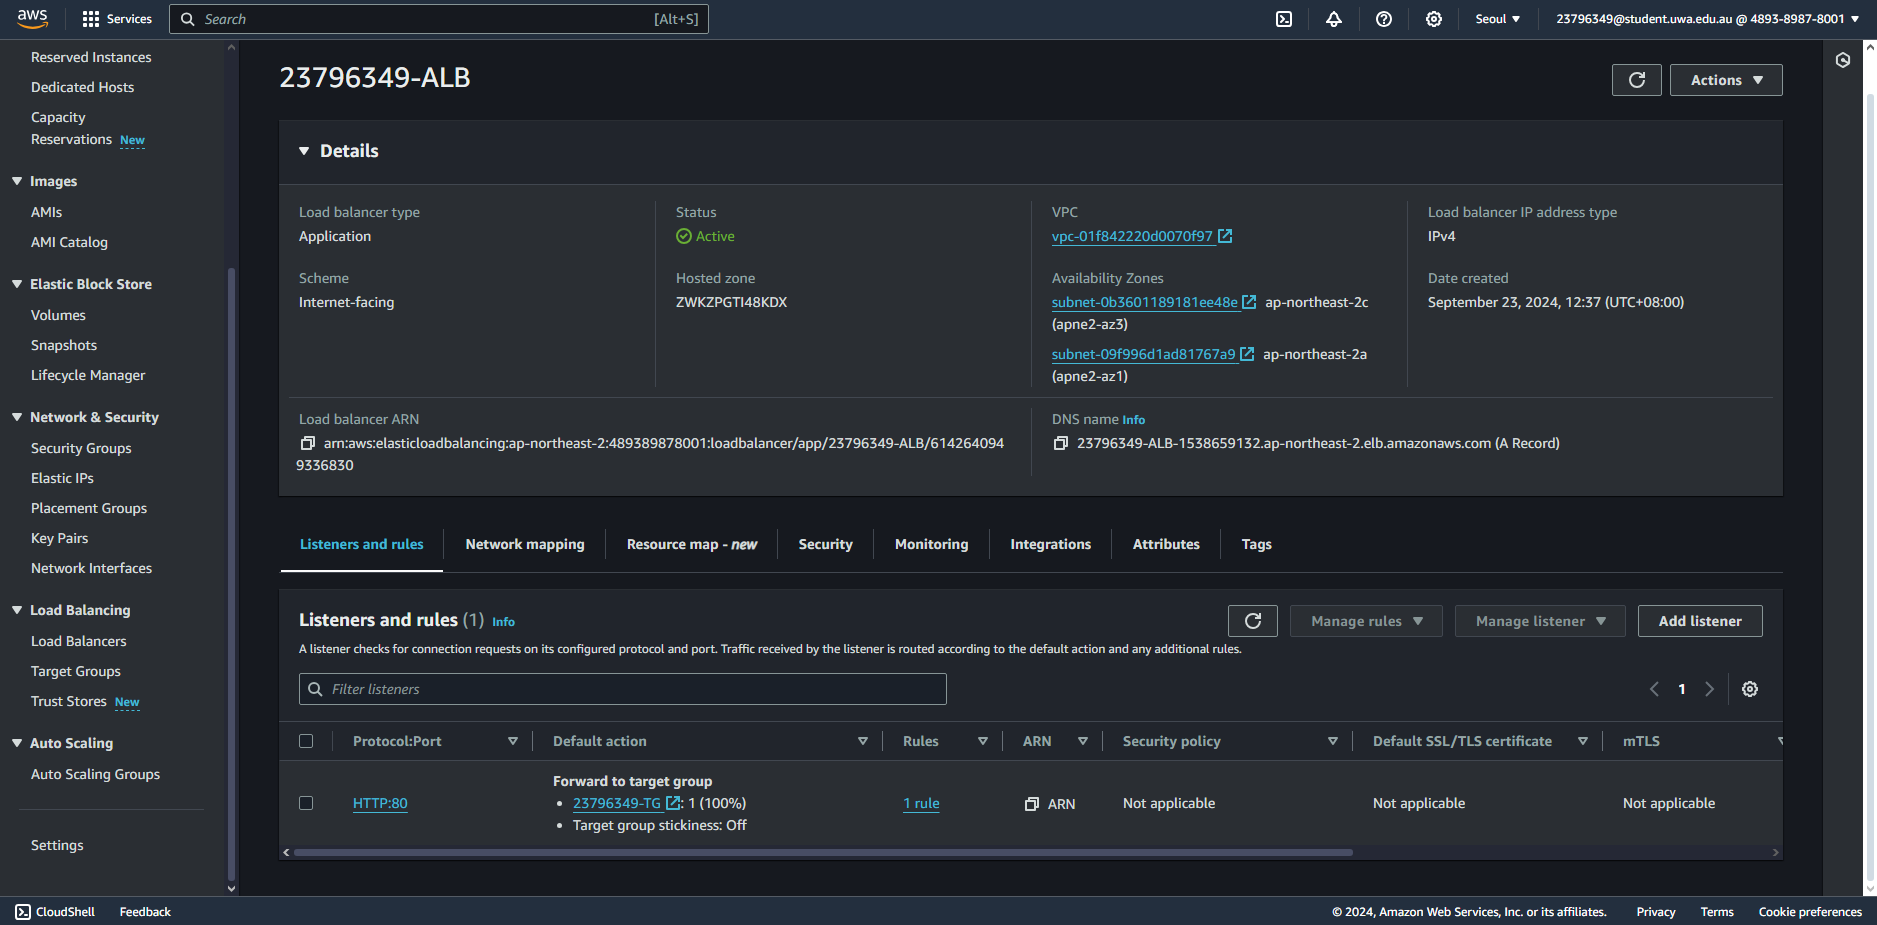 aws
Services
Search
[Alt+S]
Seoul
23796349@student.uwa.edu.au @ 4893-8987-8001
Reserved Instances
Dedicated Hosts
Capacity
Reservations New
Images
AMIs
AMI Catalog
Elastic Block Store
Volumes
Snapshots
Lifecycle Manager
Network & Security
Security Groups
Elastic IPs
Placement Groups
Key Pairs
Network Interfaces
Load Balancing
Load Balancers
Target Groups
Trust Stores New
Auto Scaling
Auto Scaling Groups
Settings
23796349-ALB
Actions
Details
Load balancer type
Application
Status
Active
VPC
vpc-01f842220d0070f97
Load balancer IP address type
IPv4
Scheme
Internet-facing
Hosted zone
ZWKZPGTI48KDX
Availability Zones
subnet-0b3601189181ee48e ap-northeast-2c
(apne2-az3)
subnet-09f996d1ad81767a9 ap-northeast-2a
(apne2-az1)
Date created
September 23, 2024, 12:37 (UTC+08:00)
Load balancer ARN
arn:aws:elasticloadbalancing:ap-northeast-2:489389878001:loadbalancer/app/23796349-ALB/614264094
9336830
DNS name Info
23796349-ALB-1538659132.ap-northeast-2.elb.amazonaws.com (A Record)
Listeners and rules
Network mapping
Resource map - new
Security
Monitoring
Integrations
Attributes
Tags
Listeners and rules (1) Info
Manage rules
Manage listener
Add listener
A listener checks for connection requests on its configured protocol and port. Traffic received by the listener is routed according to the default action and any additional rules.
Filter listeners
1
Protocol:Port
Default action
Rules
ARN
Security policy
Default SSL/TLS certificate
mTLS
HTTP:80
Forward to target group
• 23796349-TG : 1 (100%)
• Target group stickiness: Off
1 rule
ARN
Not applicable
Not applicable
Not applicable
CloudShell
Feedback
© 2024, Amazon Web Services, Inc. or its affiliates.
Privacy
Terms
Cookie preferences